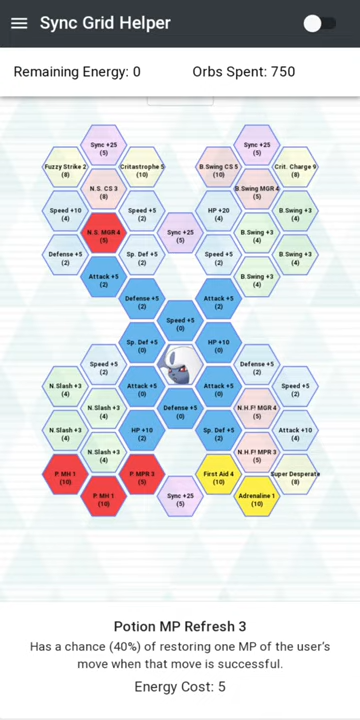 Sync Grid Helper
Remaining Energy: 0 Orbs Spent: 750
Sync +25
(5)
Sync +25
(5)
Fuzzy Strike 2
(8)
Critastrophe 5
(10)
B.Swing CS 5
(10)
Crit. Charge 9
(8)
N.S. CS 3
(8)
B.Swing MGR 4
(5)
Speed +10
(4)
Speed +5
(2)
HP +20
(4)
B.Swing +3
(4)
N.S. MGR 4
(5)
Sync +25
(5)
B.Swing +3
(4)
Defense +5
(2)
Sp. Def +5
(2)
Speed +5
(2)
B.Swing +3
(4)
Attack +5
(2)
B.Swing +3
(4)
Defense +5
(2)
Attack +5
(2)
Speed +5
(0)
Sp. Def +5
(0)
HP +10
(0)
Speed +5
(2)
Defense +5
(2)
N.Slash +3
(4)
Attack +5
(0)
Attack +5
(0)
Speed +5
(2)
N.Slash +3
(4)
Defense +5
(0)
N.H.F! MGR 4
(5)
N.Slash +3
(4)
HP +10
(2)
Sp. Def +5
(2)
Attack +10
(4)
N.Slash +3
(4)
N.H.F! MPR 3
(5)
P. MH 1
(10)
P. MPR 3
(5)
First Aid 4
(10)
Super Desperate
(8)
P. MH 1
(10)
Sync +25
(5)
Adrenaline 1
(10)
Potion MP Refresh 3
Has a chance (40%) of restoring one MP of the user's
move when that move is successful.
Energy Cost: 5